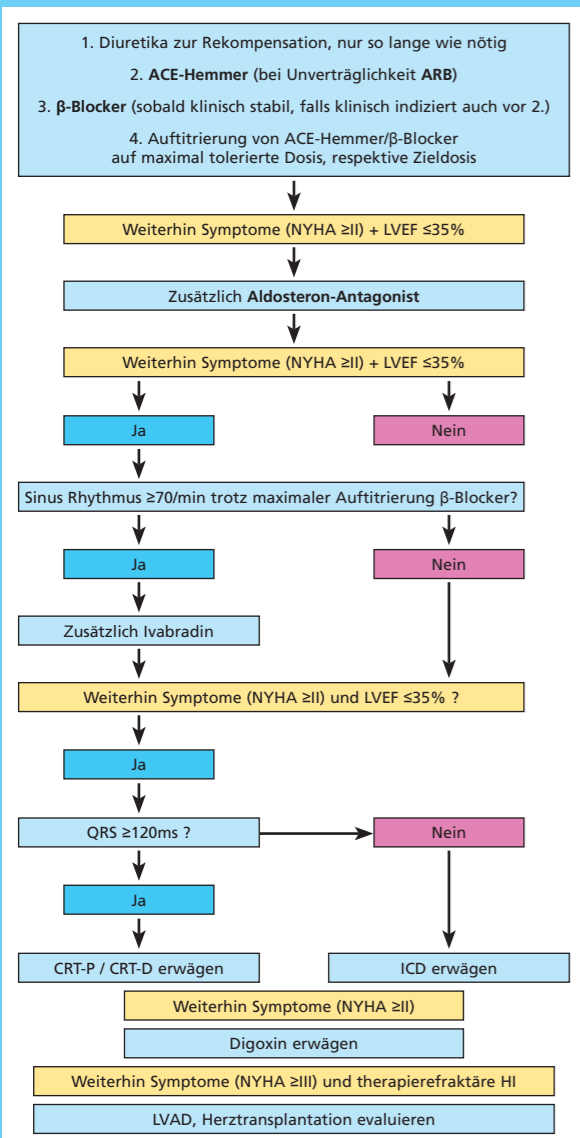 1. Diuretika zur Rekompensation, nur so lange wie nötig
2. ACE-Hemmer (bei Unverträglichkeit ARB)
3. β-Blocker (sobald klinisch stabil, falls klinisch indiziert auch vor 2.)
4. Auftitrierung von ACE-Hemmer/β-Blocker
auf maximal tolerierte Dosis, respektive Zieldosis
Weiterhin Symptome (NYHA ≥II) + LVEF ≤35%
Zusätzlich Aldosteron-Antagonist
Weiterhin Symptome (NYHA ≥II) + LVEF ≤35%
Ja
Nein
Sinus Rhythmus ≥70/min trotz maximaler Auftitrierung β-Blocker?
Ja
Nein
Zusätzlich Ivabradin
Weiterhin Symptome (NYHA ≥II) und LVEF ≤35% ?
Ja
QRS ≥120ms ?
Nein
Ja
CRT-P / CRT-D erwägen
ICD erwägen
Weiterhin Symptome (NYHA ≥II)
Digoxin erwägen
Weiterhin Symptome (NYHA ≥III) und therapierefraktäre HI
LVAD, Herztransplantation evaluieren